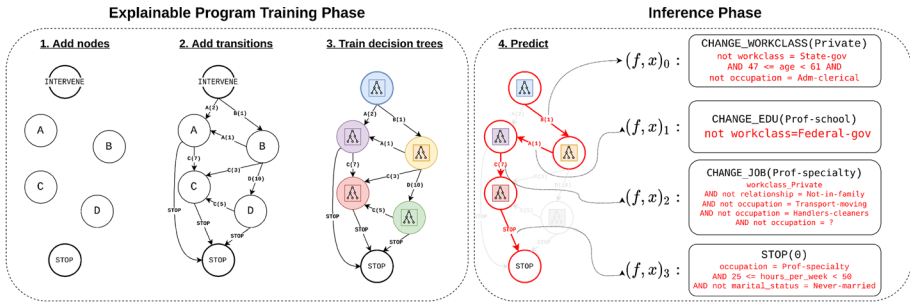 Explainable Program Training Phase
Inference Phase
1. Add nodes
2. Add transitions
3. Train decision trees
4. Predict
INTERVENE
A
B
C
D
STOP
INTERVENE
A(2)
B(1)
A
A(1)
B
C(7)
C(3)
D(10)
C
C(5)
D
STOP
STOP
STOP
STOP
A(2)
B(1)
A(1)
C(7)
C(3)
D(10)
C(5)
STOP
STOP
STOP
STOP
B(1)
A(1)
C(7)
STOP
STOP
(f, x)0 :
CHANGE_WORKCLASS(Private)
not workclass = State-gov
AND 47 <= age < 61 AND
not occupation = Adm-clerical
(f, x)1 :
CHANGE_EDU(Prof-school)
not workclass=Federal-gov
(f, x)2 :
CHANGE_JOB(Prof-specialty)
workclass_Private
AND not relationship = Not-in-family
AND not occupation = Transport-moving
AND not occupation = Handlers-cleaners
AND not occupation = ?
(f, x)3 :
STOP(0)
occupation = Prof-specialty
AND 25 <= hours_per_week < 50
AND not marital_status = Never-married